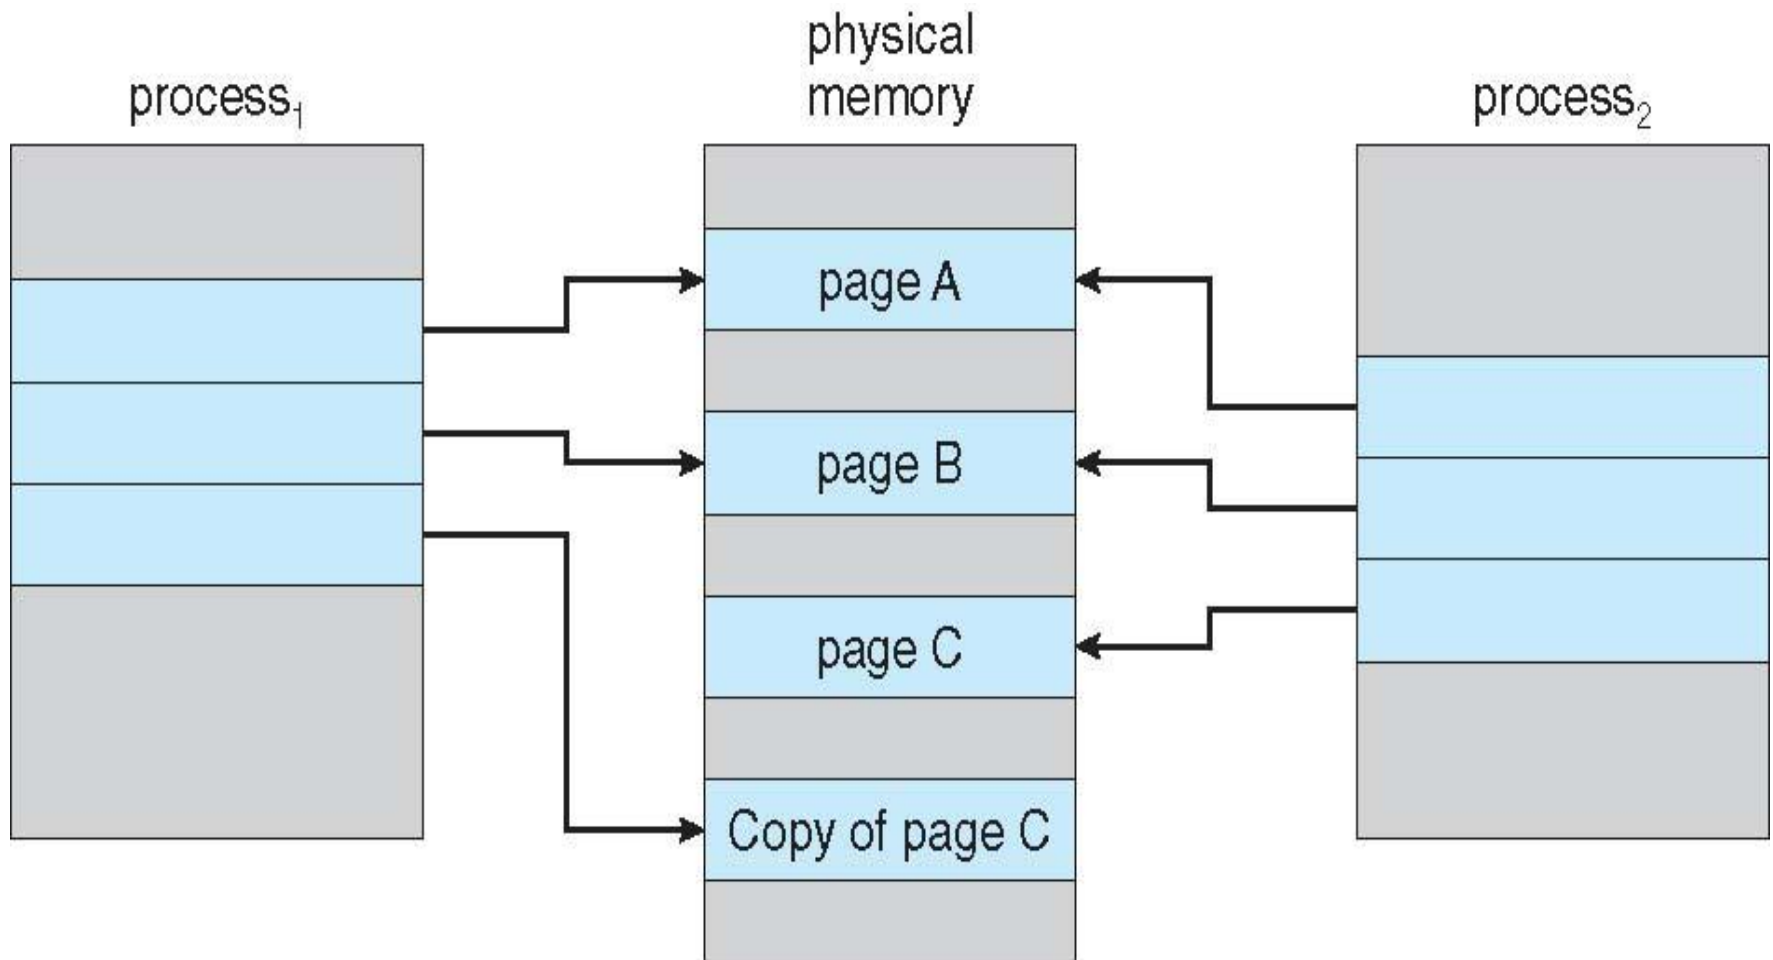 physical
memory
process₁
process₂
page A
page B
page C
Copy of page C